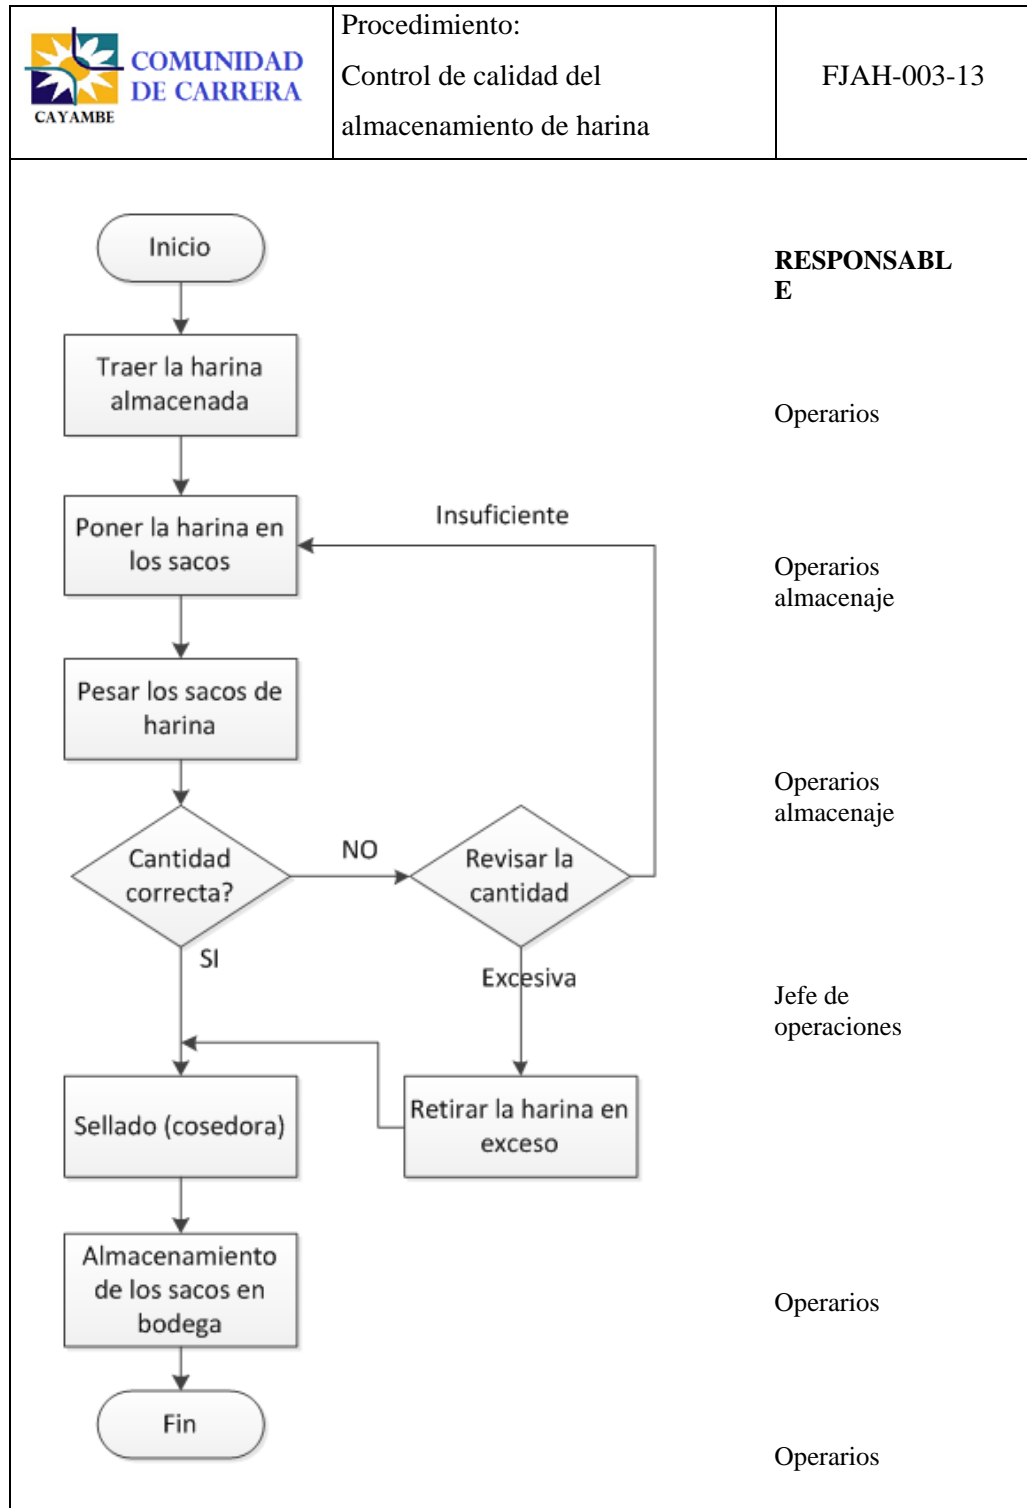 COMUNIDAD
DE CARRERA
CAYAMBE
Procedimiento:
Control de calidad del
almacenamiento de harina
FJAH-003-13
Inicio
RESPONSABL
E
Traer la harina
almacenada
Operarios
Poner la harina en
los sacos
Insuficiente
Operarios
almacenaje
Pesar los sacos de
harina
Operarios
almacenaje
Cantidad
correcta?
NO
Revisar la
cantidad
SI
Excesiva
Jefe de
operaciones
Sellado (cosedora)
Retirar la harina en
exceso
Almacenamiento
de los sacos en
bodega
Operarios
Fin
Operarios